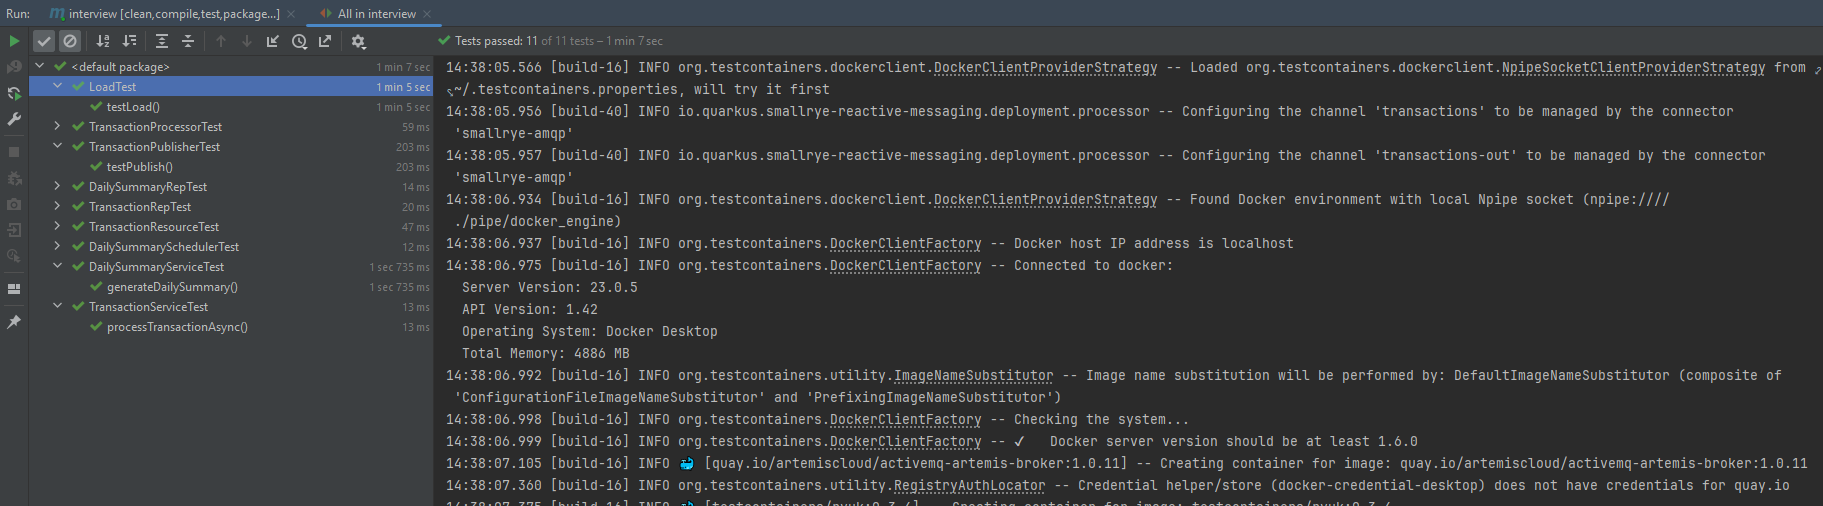 Run: interview [clean,compile,test,package...] All in interview
Tests passed: 11 of 11 tests – 1 min 7 sec
<default package> 1 min 7 sec
LoadTest 1 min 5 sec
testLoad() 1 min 5 sec
TransactionProcessorTest 59 ms
TransactionPublisherTest 203 ms
testPublish() 203 ms
DailySummaryRepTest 14 ms
TransactionRepTest 20 ms
TransactionResourceTest 47 ms
DailySummarySchedulerTest 12 ms
DailySummaryServiceTest 1 sec 735 ms
generateDailySummary() 1 sec 735 ms
TransactionServiceTest 13 ms
processTransactionAsync() 13 ms
14:38:05.566 [build-16] INFO org.testcontainers.dockerclient.DockerClientProviderStrategy -- Loaded org.testcontainers.dockerclient.NpipeSocketClientProviderStrategy from
~/.testcontainers.properties, will try it first
14:38:05.956 [build-40] INFO io.quarkus.smallrye-reactive-messaging.deployment.processor -- Configuring the channel 'transactions' to be managed by the connector
'smallrye-amqp'
14:38:05.957 [build-40] INFO io.quarkus.smallrye-reactive-messaging.deployment.processor -- Configuring the channel 'transactions-out' to be managed by the connector
'smallrye-amqp'
14:38:06.934 [build-16] INFO org.testcontainers.dockerclient.DockerClientProviderStrategy -- Found Docker environment with local Npipe socket (npipe:////
./pipe/docker_engine)
14:38:06.937 [build-16] INFO org.testcontainers.DockerClientFactory -- Docker host IP address is localhost
14:38:06.975 [build-16] INFO org.testcontainers.DockerClientFactory -- Connected to docker:
Server Version: 23.0.5
API Version: 1.42
Operating System: Docker Desktop
Total Memory: 4886 MB
14:38:06.992 [build-16] INFO org.testcontainers.utility.ImageNameSubstitutor -- Image name substitution will be performed by: DefaultImageNameSubstitutor (composite of
'ConfigurationFileImageNameSubstitutor' and 'PrefixingImageNameSubstitutor')
14:38:06.998 [build-16] INFO org.testcontainers.DockerClientFactory -- Checking the system...
14:38:06.999 [build-16] INFO org.testcontainers.DockerClientFactory -- ✓ Docker server version should be at least 1.6.0
14:38:07.105 [build-16] INFO 🐳 [quay.io/artemiscloud/activemq-artemis-broker:1.0.11] -- Creating container for image: quay.io/artemiscloud/activemq-artemis-broker:1.0.11
14:38:07.360 [build-16] INFO org.testcontainers.utility.RegistryAuthLocator -- Credential helper/store (docker-credential-desktop) does not have credentials for quay.io